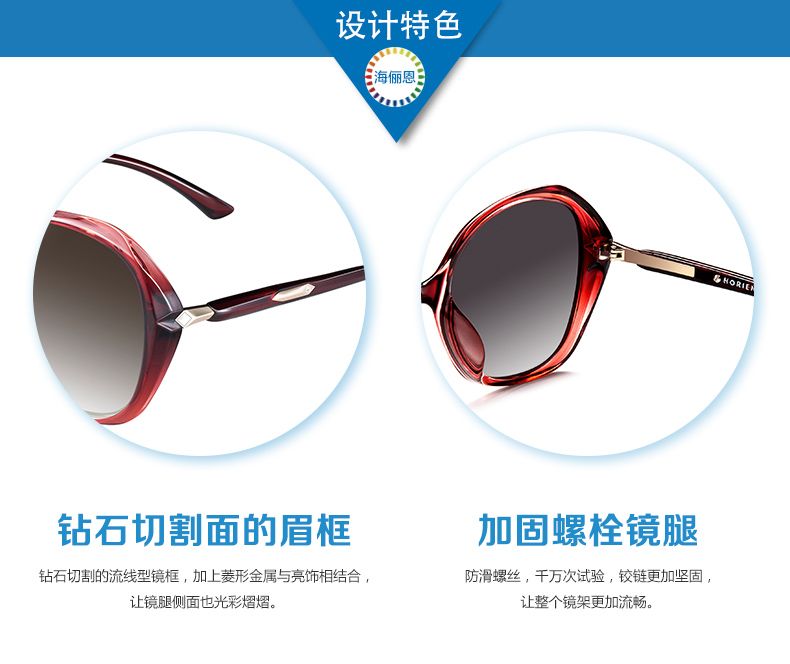 设计特色
海俪恩
HORIEN
钻石切割面的眉框
钻石切割的流线型镜框，加上菱形金属与亮饰相结合，
让镜腿侧面也光彩熠熠。
加固螺栓镜腿
防滑螺丝，千万次试验，铰链更加坚固，
让整个镜架更加流畅。